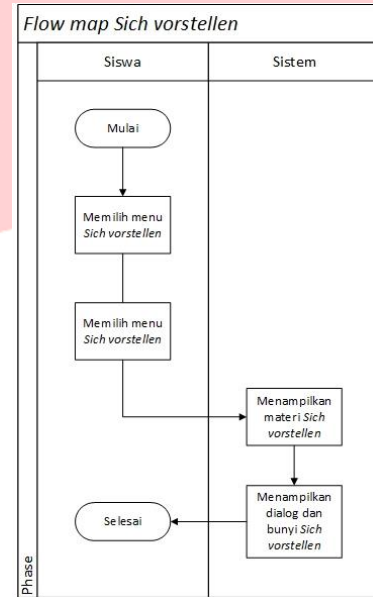 Flow map Sich vorstellen
Siswa
Sistem
Mulai
Memilih menu
Sich vorstellen
Memilih menu
Sich vorstellen
Menampilkan
materi Sich
vorstellen
Menampilkan
dialog dan
bunyi Sich
vorstellen
Selesai
Phase